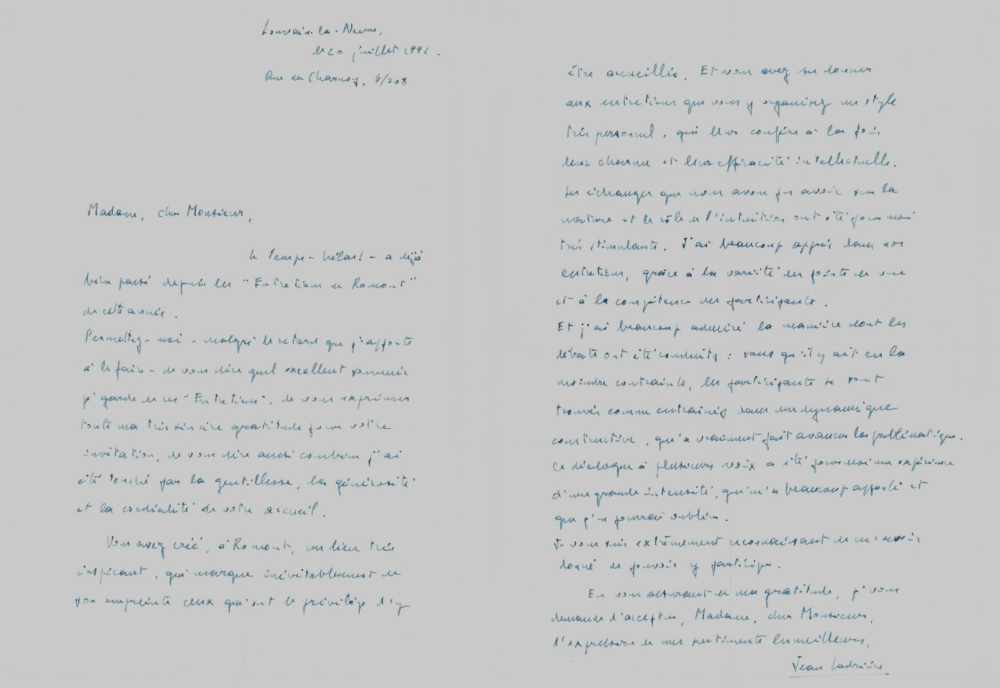 Louvain-la-Neuve,
le 20 juillet 1992.
Rue du Charnoy, 6/208
Madame, cher Monsieur,
le temps - hélas! - a déjà
bien passé depuis les "Entretiens de Romont"
de cette année.
Permettez-moi - malgré le retard que j'apporte
à le faire - de vous dire quel excellent souvenir
je garde de ces "Entretiens", de vous exprimer
toute ma très sincère gratitude pour votre
invitation, de vous dire aussi combien j'ai
été touché par la gentillesse, la générosité
et la cordialité de votre accueil.
Vous avez créé, à Romont, un lieu très
inspirant, qui marque inévitablement de
son empreinte ceux qui ont le privilège d'y
être accueillis. Et vous avez su donner
aux entretiens que vous y organisez un style
très personnel, qui leur confère à la fois
leur charme et leur efficacité intellectuelle.
Les échanges que nous avons pu avoir sur la
nature et le rôle de l'intuition ont été pour moi
très stimulants. J'ai beaucoup appris dans nos
entretiens, grâce à la variété des points de vue
et à la compétence des participants.
Et j'ai beaucoup admiré la manière dont les
débats ont été conduits : sans qu'il y ait eu la
moindre contrainte, les participants se sont
trouvés comme entraînés dans une dynamique
constructive, qui a vraiment fait avancer la problématique.
Ce dialogue à plusieurs voix a été pour moi une expérience
d'une grande intensité, qui m'a beaucoup apporté et
que je ne pourrai oublier.
Je vous suis extrêmement reconnaissant de m'avoir
donné de pouvoir y participer.
En vous assurant de ma gratitude, je vous
demande d'accepter, Madame, cher Monsieur,
l'expression de mes sentiments les meilleurs,
Jean Ladrière